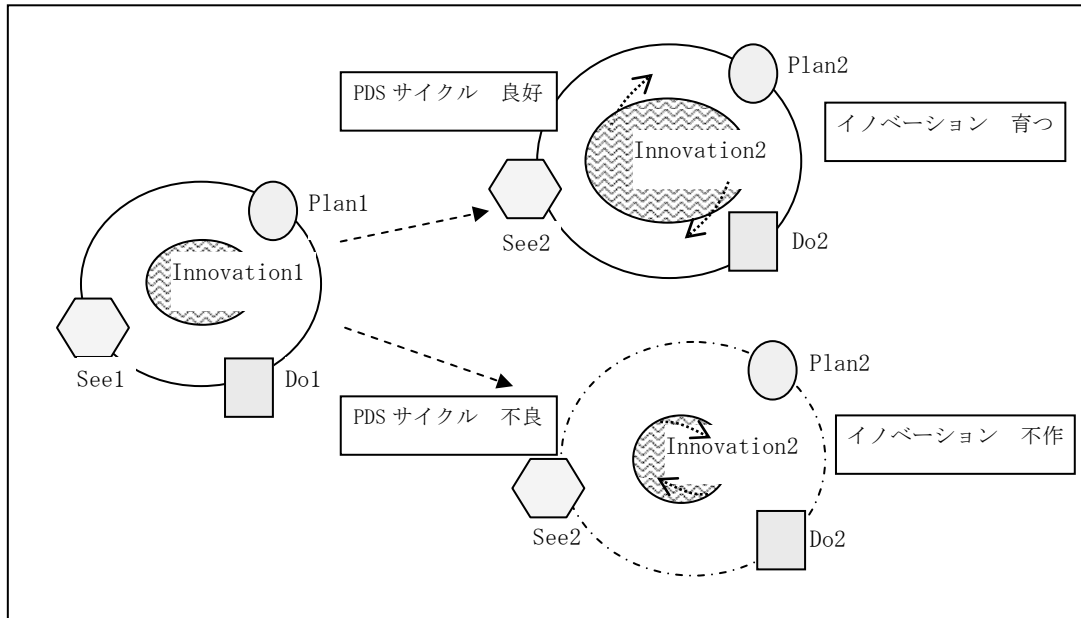 Plan2
PDS サイクル　良好
イノベーション　育つ
Innovation2
Plan1
See2
Do2
Innovation1
See1
Do1
Plan2
PDS サイクル　不良
イノベーション　不作
Innovation2
See2
Do2